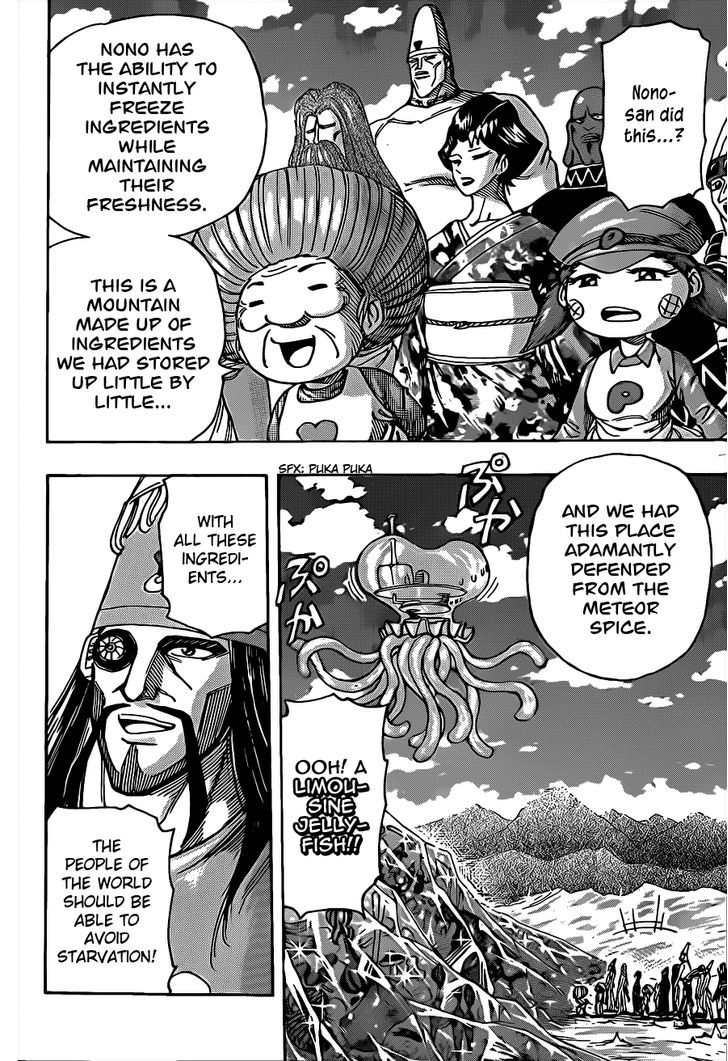 Nono-
san did
this...?
NONO HAS
THE ABILITY TO
INSTANTLY
FREEZE
INGREDIENTS
WHILE
MAINTAINING
THEIR
FRESHNESS.
THIS IS A
MOUNTAIN
MADE UP OF
INGREDIENTS
WE HAD STORED
UP LITTLE BY
LITTLE...
P
SFX: PUKA PUKA
ぷか
ぷか
AND WE HAD
THIS PLACE
ADAMANTLY
DEFENDED
FROM THE
METEOR
SPICE.
OOH! A
LIMOU-
SINE
JELLY-
FISH!!
WITH
ALL THESE
INGREDI-
ENTS...
THE
PEOPLE OF
THE WORLD
SHOULD BE
ABLE TO
AVOID
STARVATION!